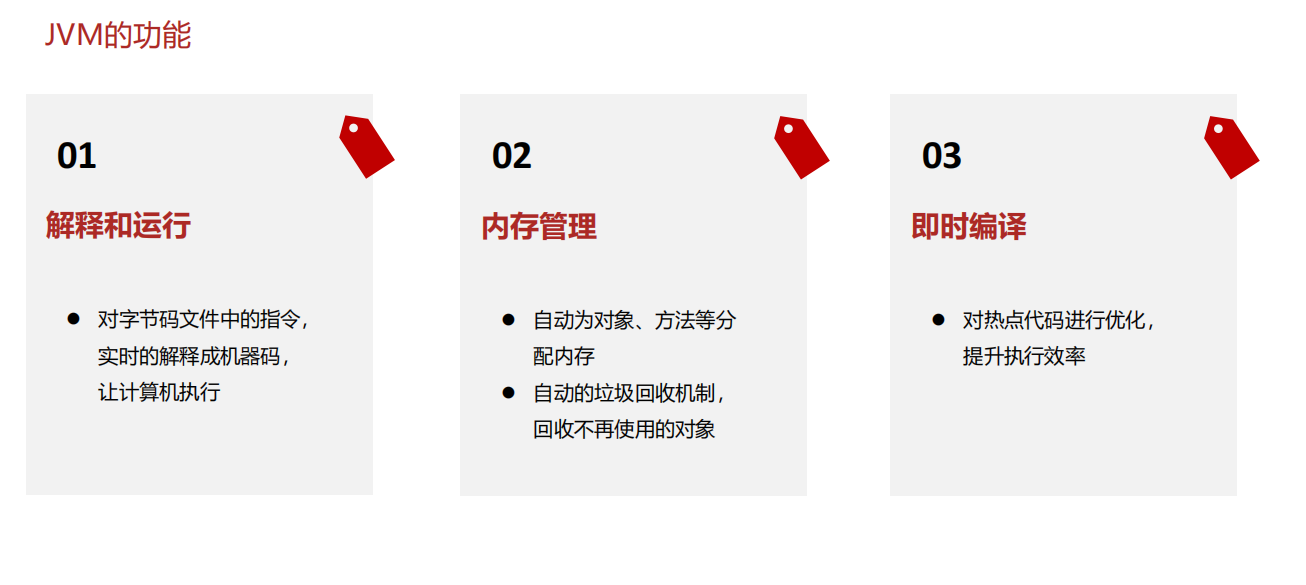 JVM的功能
01
解释和运行
● 对字节码文件中的指令，
实时的解释成机器码，
让计算机执行
02
内存管理
● 自动为对象、方法等分
配内存
● 自动的垃圾回收机制，
回收不再使用的对象
03
即时编译
● 对热点代码进行优化，
提升执行效率